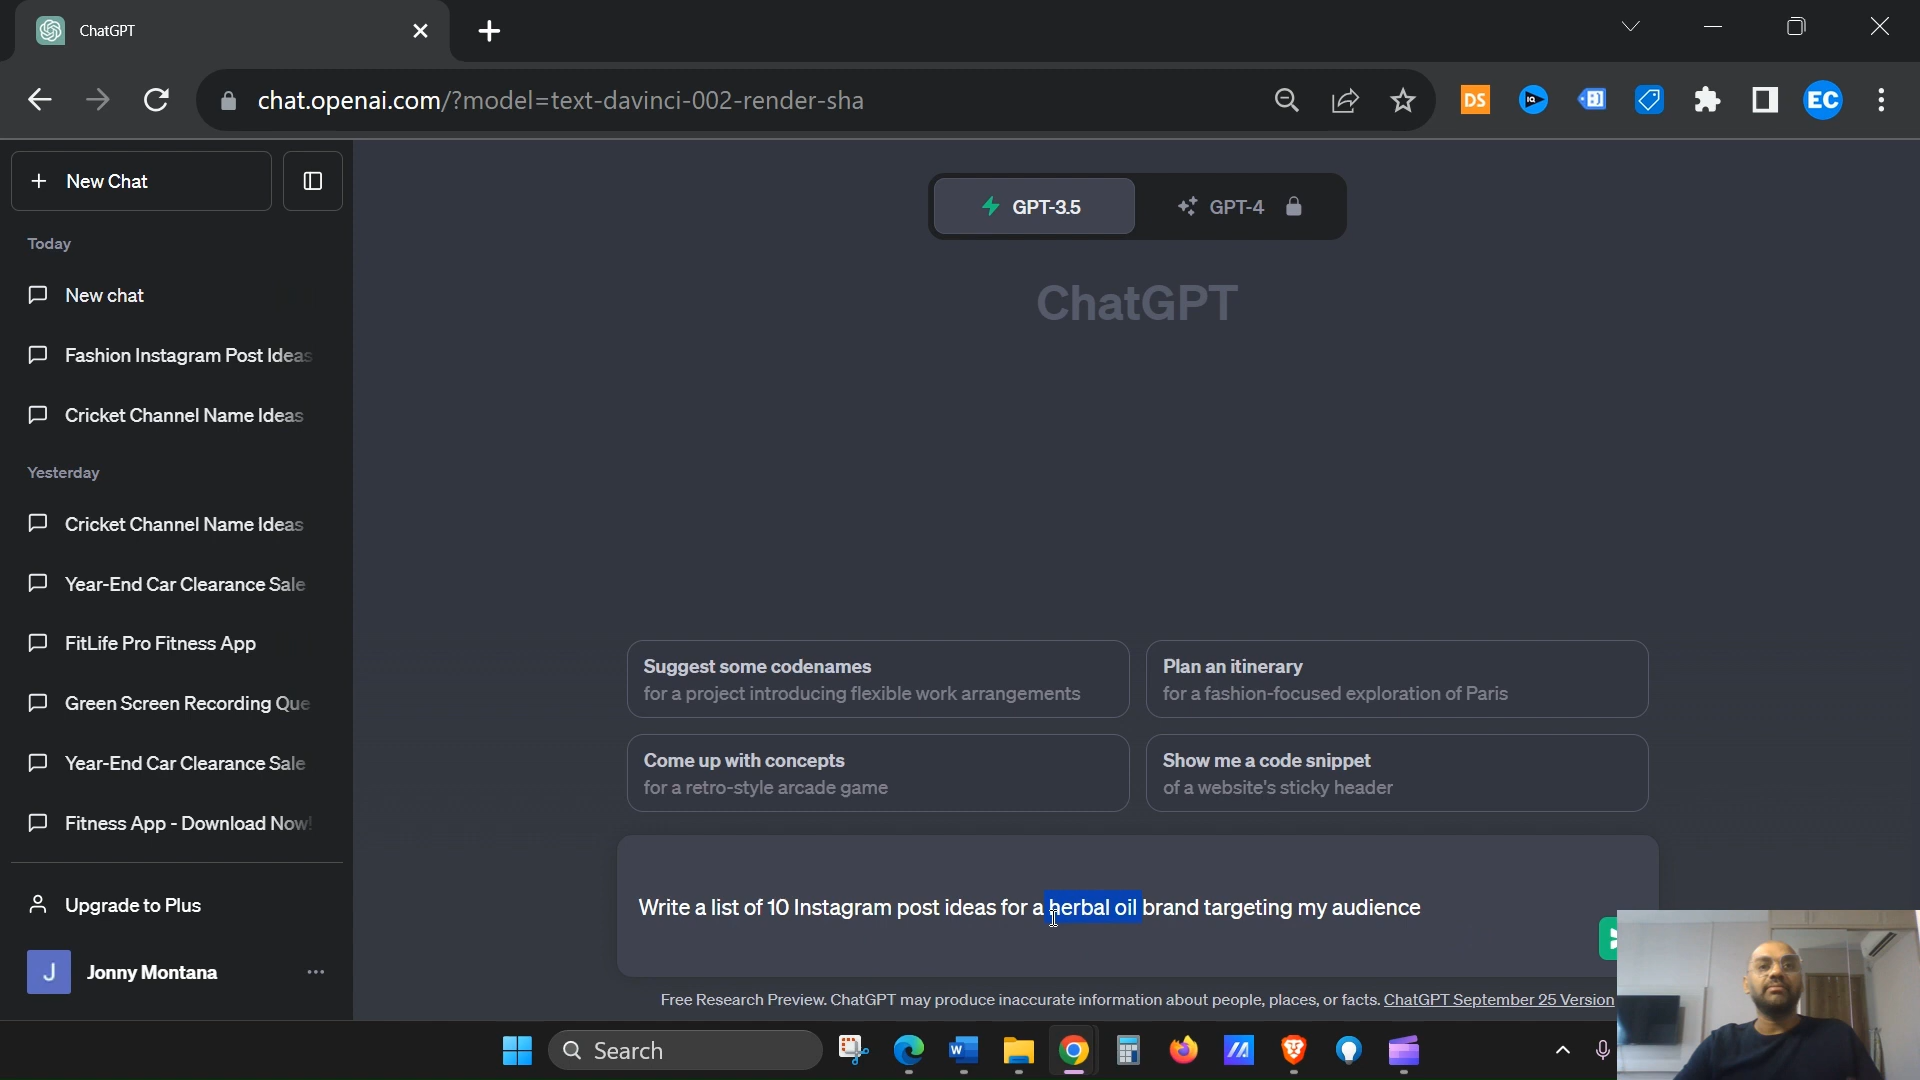 ChatGPT
chat.openai.com/?model=text-davinci-002-render-sha
DS
IQ
EC
New Chat
Today
New chat
Fashion Instagram Post Ideas
Cricket Channel Name Ideas
Yesterday
Cricket Channel Name Ideas
Year-End Car Clearance Sale
FitLife Pro Fitness App
Green Screen Recording Que
Year-End Car Clearance Sale
Fitness App - Download Now!
Upgrade to Plus
J
Jonny Montana
GPT-3.5
GPT-4
ChatGPT
Suggest some codenames
for a project introducing flexible work arrangements
Plan an itinerary
for a fashion-focused exploration of Paris
Come up with concepts
for a retro-style arcade game
Show me a code snippet
of a website's sticky header
Write a list of 10 Instagram post ideas for a herbal oil brand targeting my audience
Free Research Preview. ChatGPT may produce inaccurate information about people, places, or facts. ChatGPT September 25 Version
Search
W